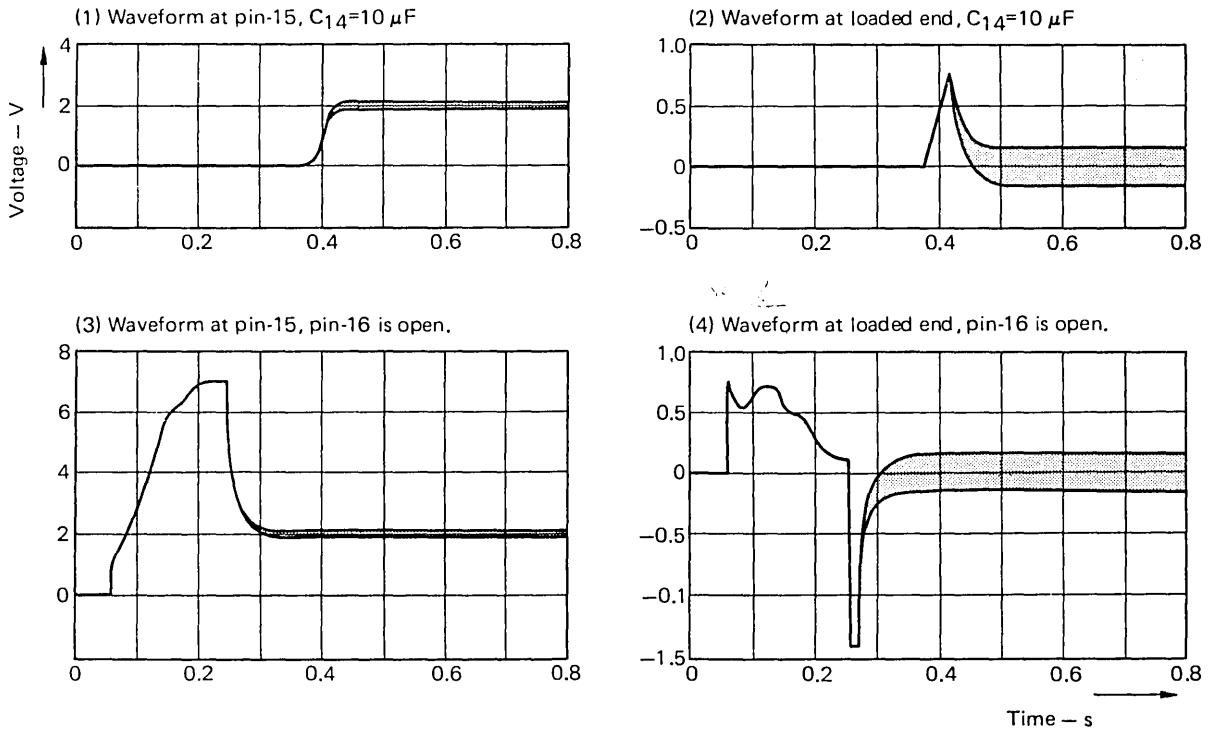 (1) Waveform at pin-15, C14=10 μF
4
2
0
Voltage – V
0 0.2 0.4 0.6 0.8
(2) Waveform at loaded end, C14=10 μF
1.0
0.5
0
−0.5
0 0.2 0.4 0.6 0.8
(3) Waveform at pin-15, pin-16 is open.
8
6
4
2
0
0 0.2 0.4 0.6 0.8
(4) Waveform at loaded end, pin-16 is open.
1.0
0.5
0
−0.5
−0.1
−1.5
0 0.2 0.4 0.6 0.8
Time – s